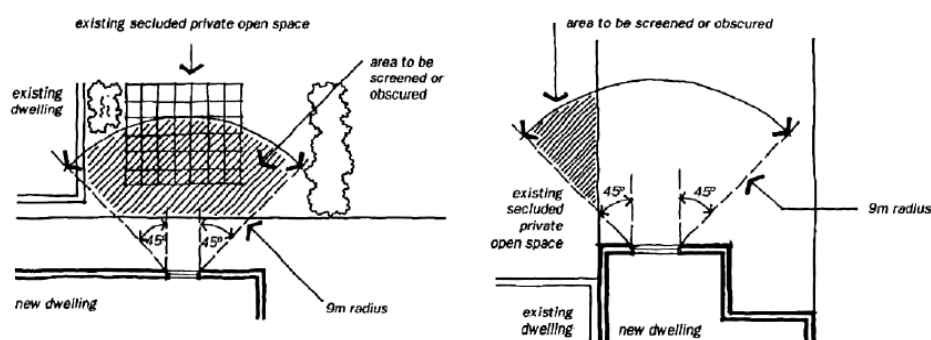 existing secluded private open space
existing
dwelling
area to be
screened or
obscured
45°
45°
new dwelling
9m radius
area to be screened or obscured
45°
45°
existing
secluded
private
open space
9m radius
existing
dwelling
new dwelling